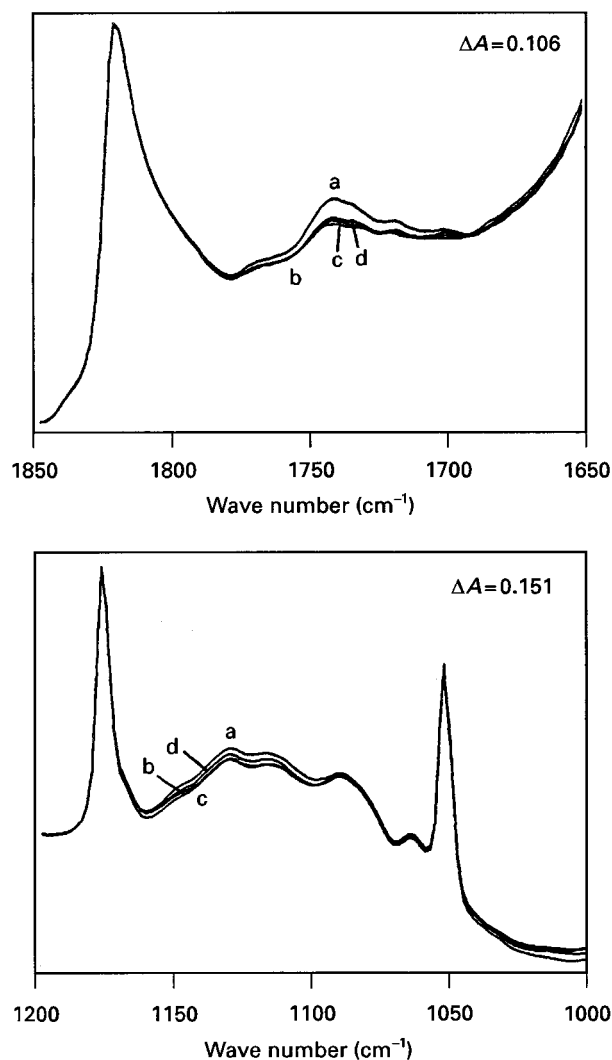 ΔA=0.106
a
b
c
d
1850
1800
1750
1700
1650
Wave number (cm⁻¹)
ΔA=0.151
a
d
b
c
1200
1150
1100
1050
1000
Wave number (cm⁻¹)